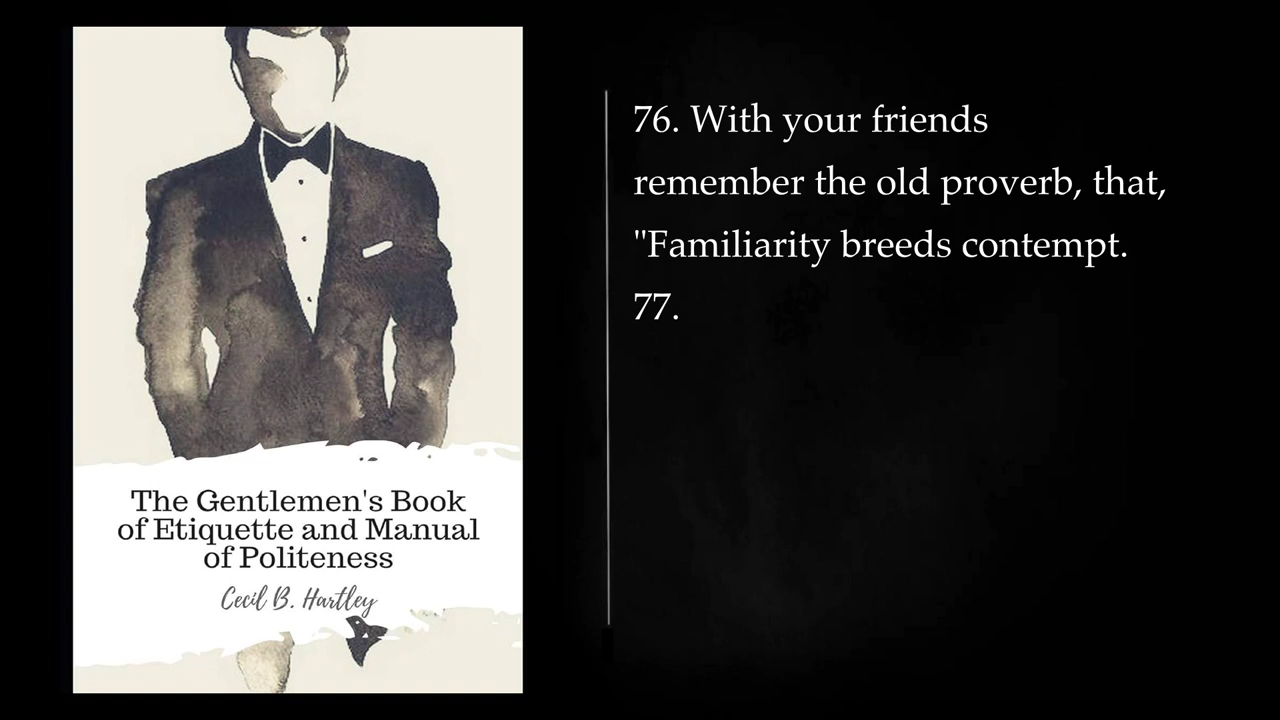 The Gentlemen's Book
of Etiquette and Manual
of Politeness
Cecil B. Hartley
76. With your friends
remember the old proverb, that,
"Familiarity breeds contempt.
77.